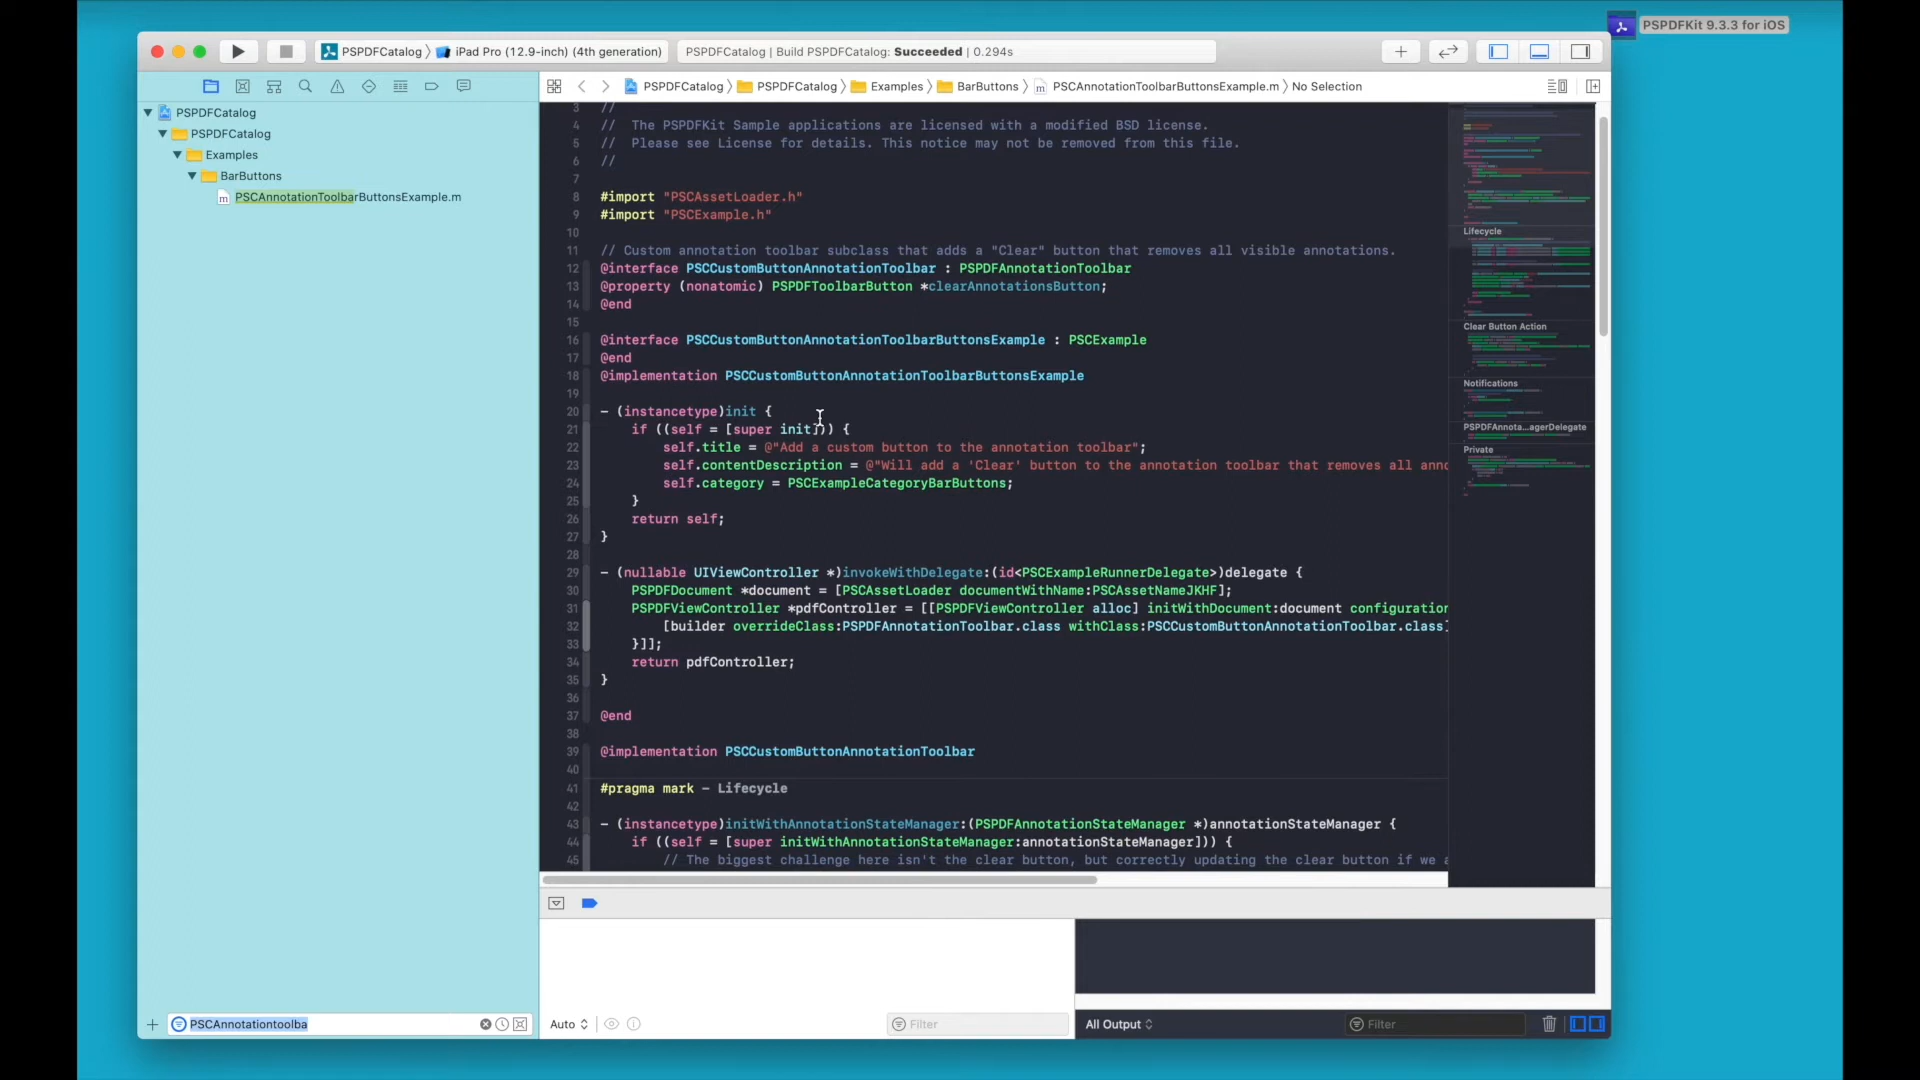 PSPDFKit 9.3.3 for iOS
PSPDFCatalog 〉 iPad Pro (12.9-inch) (4th generation)
PSPDFCatalog | Build PSPDFCatalog: Succeeded | 0.294s
PSPDFCatalog 〉 PSPDFCatalog 〉 Examples 〉 BarButtons 〉 PSCAnnotationToolbarButtonsExample.m 〉 No Selection
PSPDFCatalog
PSPDFCatalog
Examples
BarButtons
PSCAnnotationToolbarButtonsExample.m
3 //
4 //  The PSPDFKit Sample applications are licensed with a modified BSD license.
5 //  Please see License for details. This notice may not be removed from this file.
6 //
7
8 #import "PSCAssetLoader.h"
9 #import "PSCExample.h"
10
11 // Custom annotation toolbar subclass that adds a "Clear" button that removes all visible annotations.
12 @interface PSCCustomButtonAnnotationToolbar : PSPDFAnnotationToolbar
13 @property (nonatomic) PSPDFToolbarButton *clearAnnotationsButton;
14 @end
15
16 @interface PSCCustomButtonAnnotationToolbarButtonsExample : PSCExample
17 @end
18 @implementation PSCCustomButtonAnnotationToolbarButtonsExample
19
20 - (instancetype)init {
21     if ((self = [super init])) {
22         self.title = @"Add a custom button to the annotation toolbar";
23         self.contentDescription = @"Will add a 'Clear' button to the annotation toolbar that removes all anno
24         self.category = PSCExampleCategoryBarButtons;
25     }
26     return self;
27 }
28
29 - (nullable UIViewController *)invokeWithDelegate:(id<PSCExampleRunnerDelegate>)delegate {
30     PSPDFDocument *document = [PSCAssetLoader documentWithName:PSCAssetNameJKHF];
31     PSPDFViewController *pdfController = [[PSPDFViewController alloc] initWithDocument:document configuration
32         [builder overrideClass:PSPDFAnnotationToolbar.class withClass:PSCCustomButtonAnnotationToolbar.class]
33     }]];
34     return pdfController;
35 }
36
37 @end
38
39 @implementation PSCCustomButtonAnnotationToolbar
40
41 #pragma mark - Lifecycle
42
43 - (instancetype)initWithAnnotationStateManager:(PSPDFAnnotationStateManager *)annotationStateManager {
44     if ((self = [super initWithAnnotationStateManager:annotationStateManager])) {
45         // The biggest challenge here isn't the clear button, but correctly updating the clear button if we a
Lifecycle
Clear Button Action
Notifications
PSPDFAnnota...agerDelegate
Private
PSCAnnotationtoolba
Auto
Filter
All Output
Filter